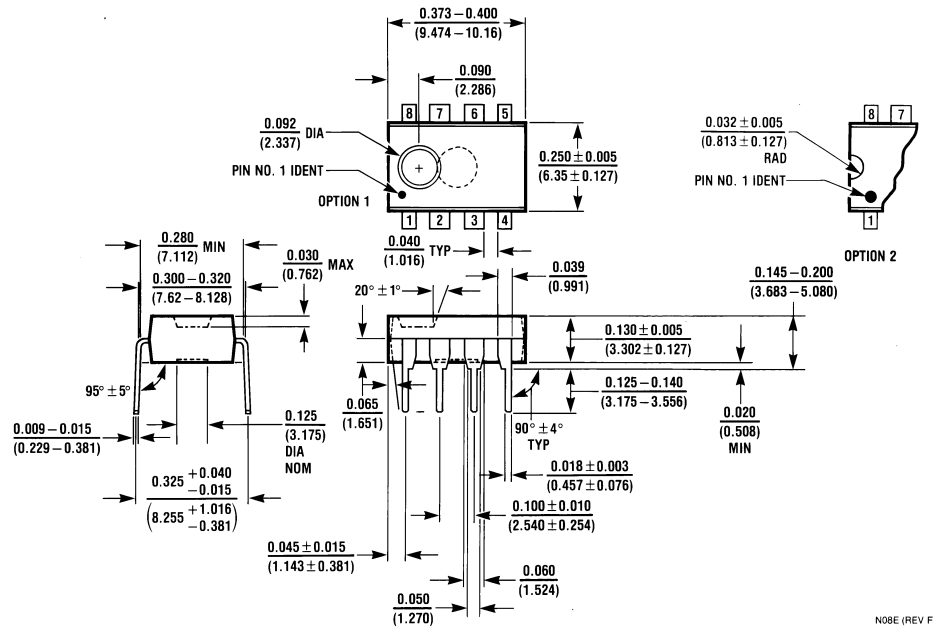 0.373–0.400
(9.474–10.16)
0.090
(2.286)
8 7 6 5
0.092 DIA
(2.337)
PIN NO. 1 IDENT
OPTION 1
1 2 3 4
0.250 ± 0.005
(6.35 ± 0.127)
8 7
0.032 ± 0.005
(0.813 ± 0.127)
RAD
PIN NO. 1 IDENT
1
OPTION 2
0.280 MIN
(7.112)
0.030 MAX
(0.762)
0.300–0.320
(7.62–8.128)
0.040 TYP
(1.016)
0.039
(0.991)
20° ± 1°
0.145–0.200
(3.683–5.080)
0.130 ± 0.005
(3.302 ± 0.127)
0.125–0.140
(3.175–3.556)
0.020
(0.508)
MIN
95° ± 5°
0.009–0.015
(0.229–0.381)
0.125
(3.175)
DIA
NOM
0.065
(1.651)
90° ± 4°
TYP
0.325 +0.040 −0.015
(8.255 +1.016 −0.381)
0.018 ± 0.003
(0.457 ± 0.076)
0.100 ± 0.010
(2.540 ± 0.254)
0.045 ± 0.015
(1.143 ± 0.381)
0.060
(1.524)
0.050
(1.270)
N08E (REV F